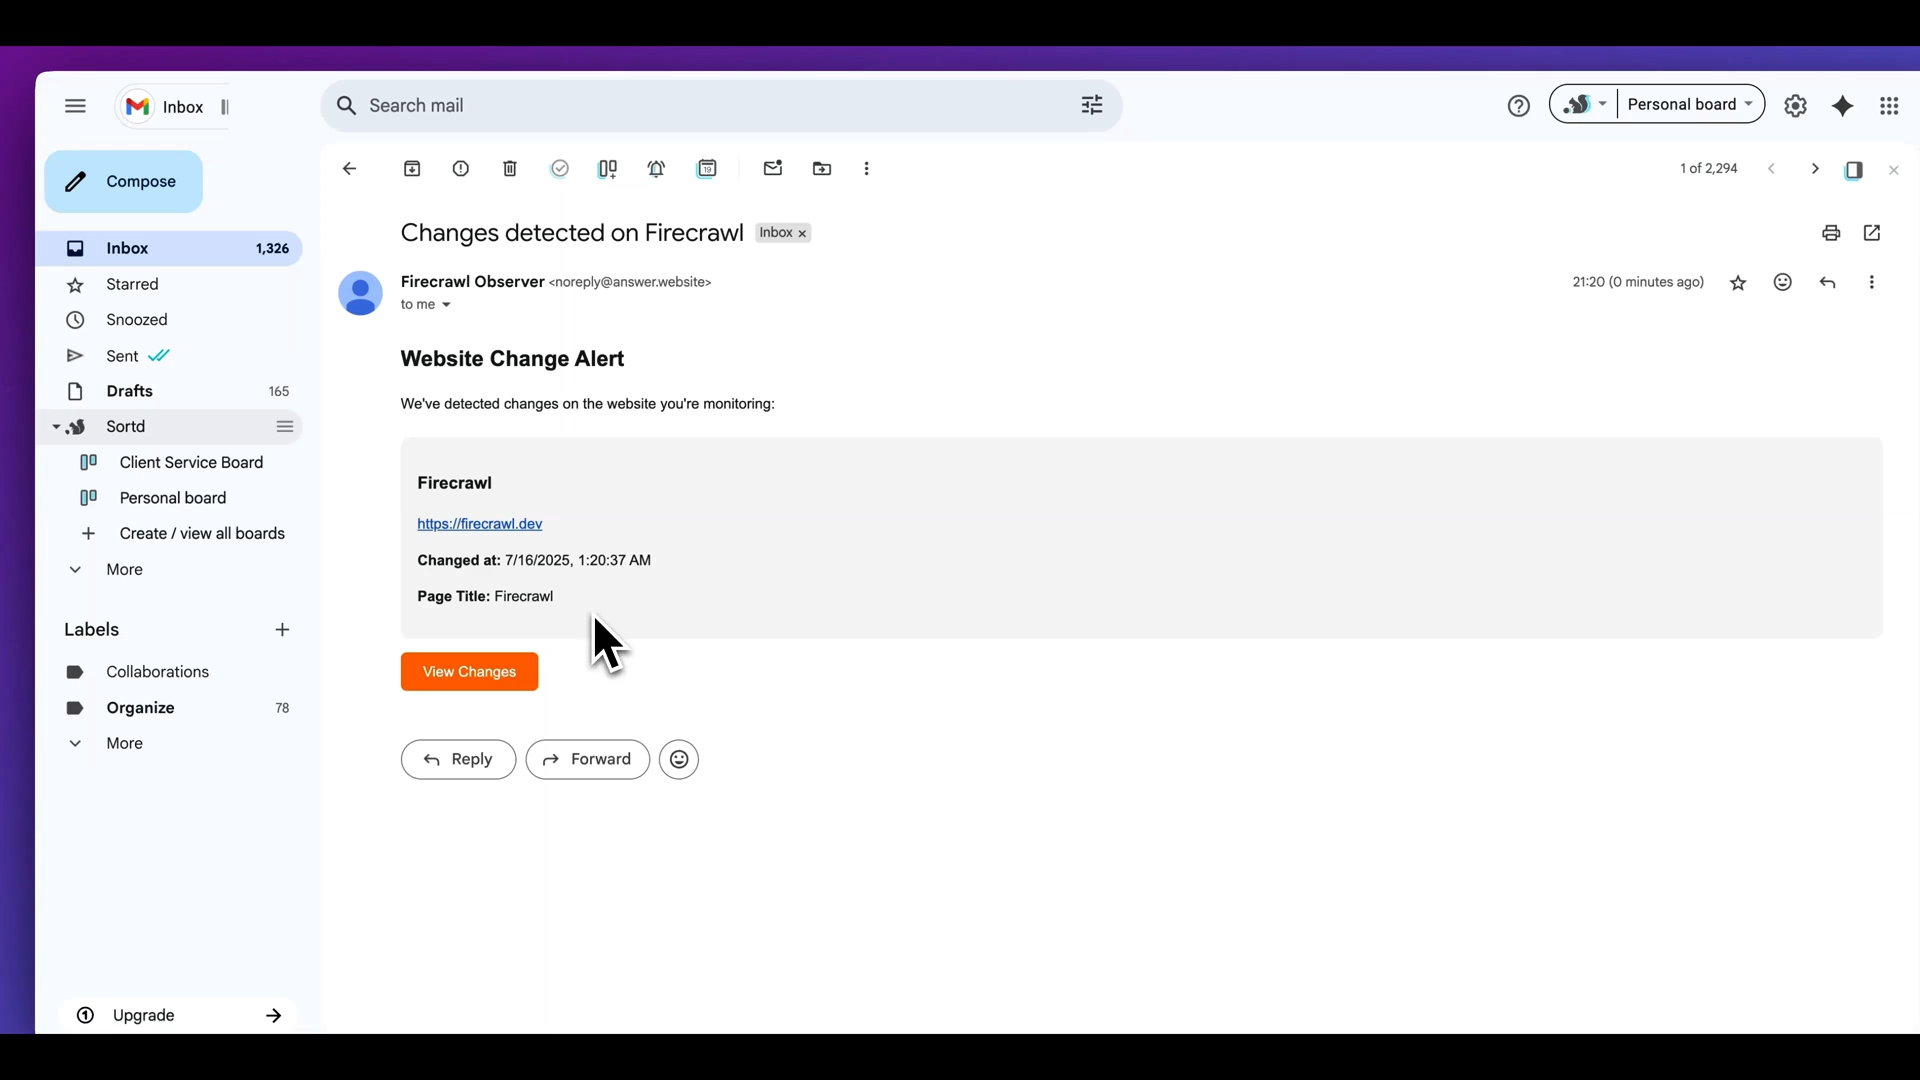 Inbox
Search mail
Personal board
Compose
19
1 of 2,294
Changes detected on Firecrawl Inbox x
Inbox 1,326
Starred
Snoozed
Sent
Drafts 165
Sortd
Client Service Board
Personal board
Create / view all boards
More
Labels
Collaborations
Organize 78
More
Upgrade
Firecrawl Observer <noreply@answer.website>
21:20 (0 minutes ago)
to me
Website Change Alert
We've detected changes on the website you're monitoring:
Firecrawl
https://firecrawl.dev
Changed at: 7/16/2025, 1:20:37 AM
Page Title: Firecrawl
View Changes
Reply
Forward